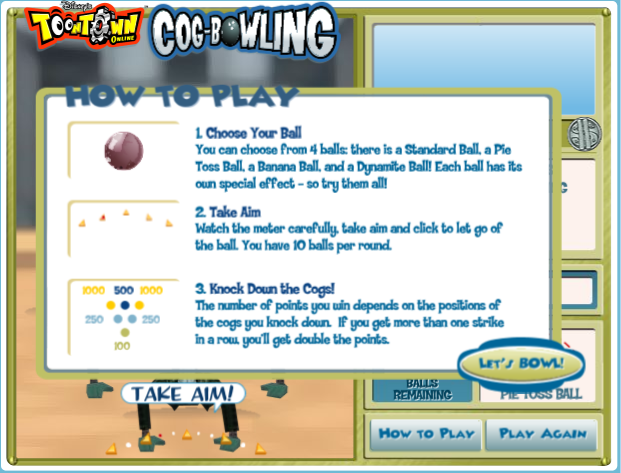 Disney's
TOONTOWN
ONLINE
COG-BOWLING
HOW TO PLAY
1. Choose Your Ball
You can choose from 4 balls: there is a Standard Ball, a Pie
Toss Ball, a Banana Ball, and a Dynamite Ball! Each ball has its
own special effect - so try them all!
2. Take Aim
Watch the meter carefully, take aim and click to let go of
the ball. You have 10 balls per round.
1000 500 1000
250 250
100
3. Knock Down the Cogs!
The number of points you win depends on the positions of
the cogs you knock down. If you get more than one strike
in a row, you'll get double the points.
LET'S BOWL!
TAKE AIM!
BALLS
REMAINING
PIE TOSS BALL
HOW TO PLAY
PLAY AGAIN